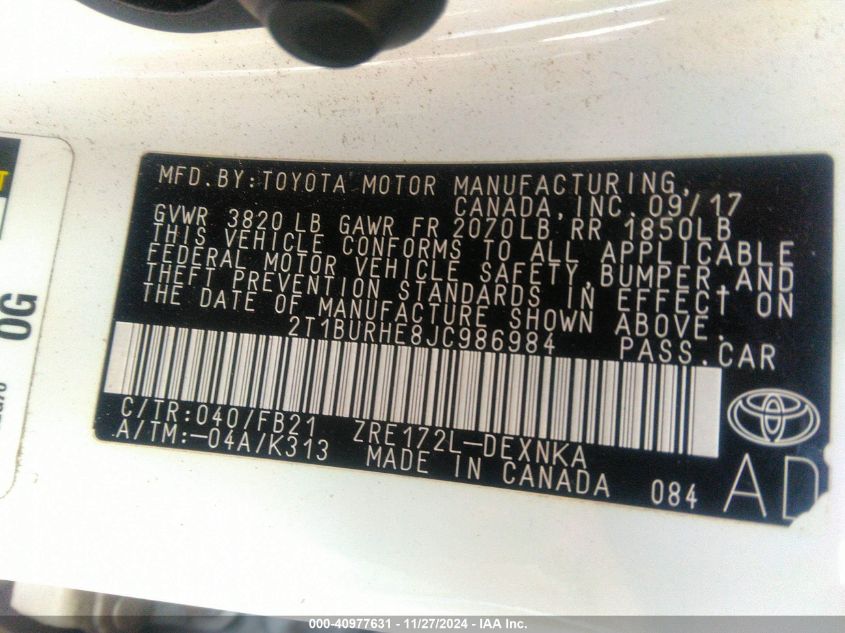 MFD.BY:TOYOTA MOTOR MANUFACTURING,
CANADA,INC. 09/17
GVWR 3820 LB GAWR FR 2070LB RR 1850LB
THIS VEHICLE CONFORMS TO ALL APPLICABLE
FEDERAL MOTOR VEHICLE SAFETY,BUMPER,AND
THEFT PREVENTION STANDARDS IN EFFECT ON
THE DATE OF MANUFACTURE SHOWN ABOVE.
2T1BURHE8JC986984 PASS.CAR
C/TR:040/FB21 ZRE172L-DEXNKA
A/TM:-04A/K313 MADE IN CANADA 084 AD
0G
000-40977631 - 11/27/2024 - IAA Inc.